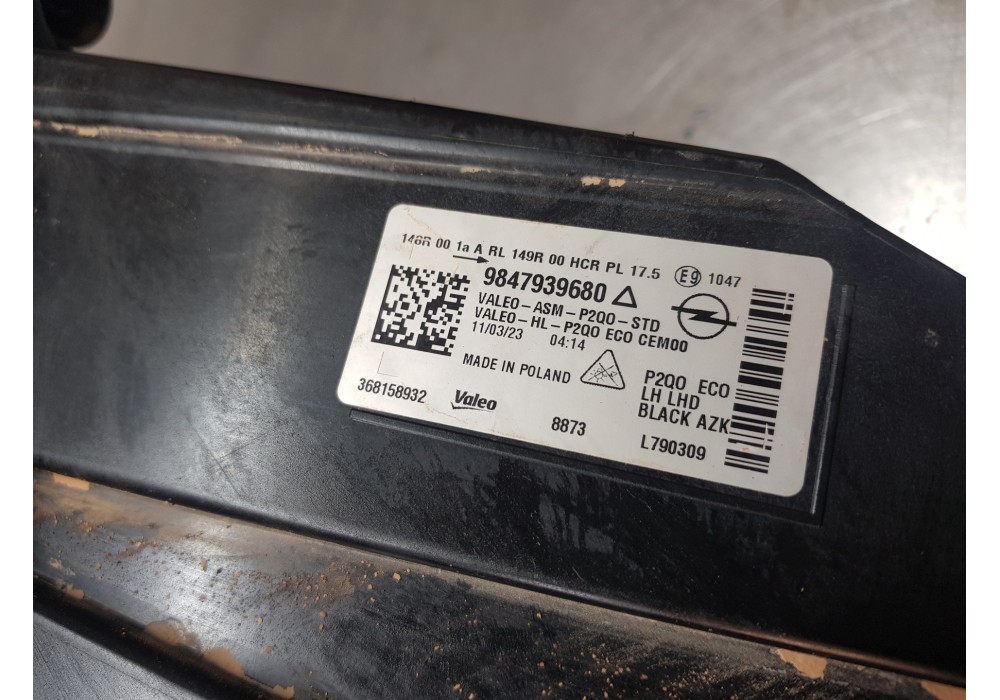 148R 00 1a A RL 149R 00 HCR PL 17.5 E9 1047
9847939680
VALEO-ASM-P2QO-STD
VALEO-HL-P2QO ECO CEM00
11/03/23 04:14
MADE IN POLAND
368158932 Valeo 8873
P2QO ECO
LH LHD
BLACK AZK
L790309